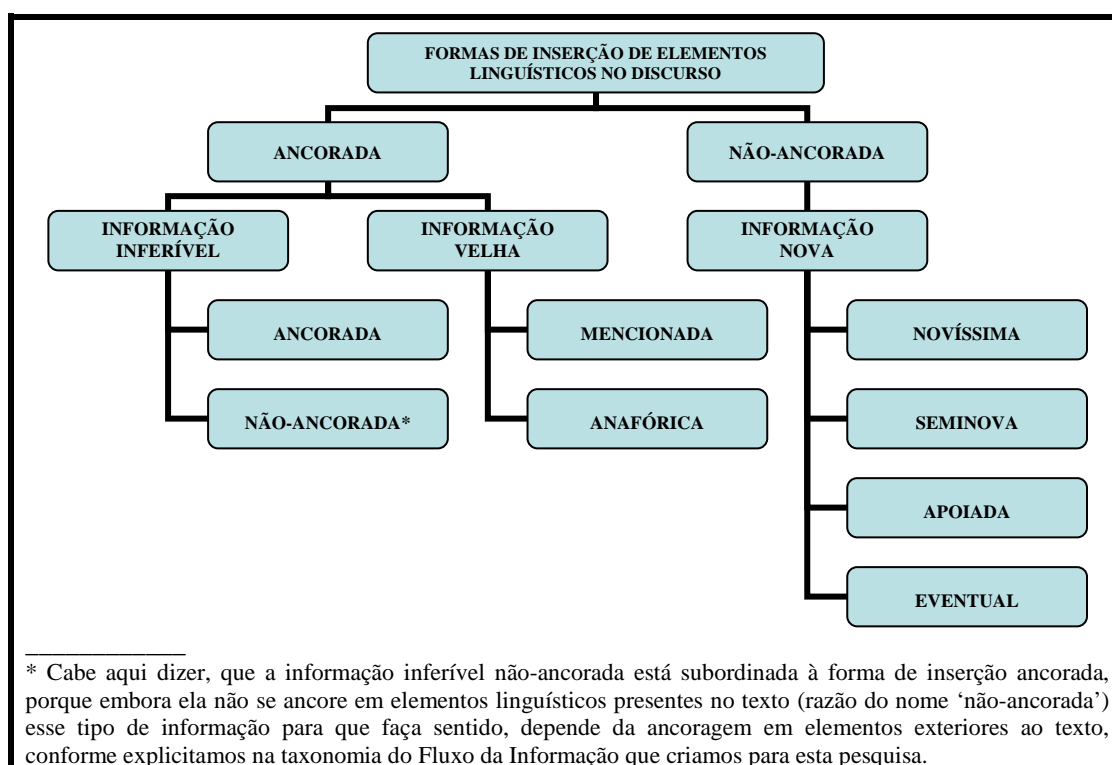 FORMAS DE INSERÇÃO DE ELEMENTOS
LINGUÍSTICOS NO DISCURSO
ANCORADA
NÃO-ANCORADA
INFORMAÇÃO
INFERÍVEL
INFORMAÇÃO
VELHA
INFORMAÇÃO
NOVA
ANCORADA
MENCIONADA
NOVÍSSIMA
NÃO-ANCORADA*
ANAFÓRICA
SEMINOVA
APOIADA
EVENTUAL
* Cabe aqui dizer, que a informação inferível não-ancorada está subordinada à forma de inserção ancorada,
porque embora ela não se ancore em elementos linguísticos presentes no texto (razão do nome ‘não-ancorada’)
esse tipo de informação para que faça sentido, depende da ancoragem em elementos exteriores ao texto,
conforme explicitamos na taxonomia do Fluxo da Informação que criamos para esta pesquisa.